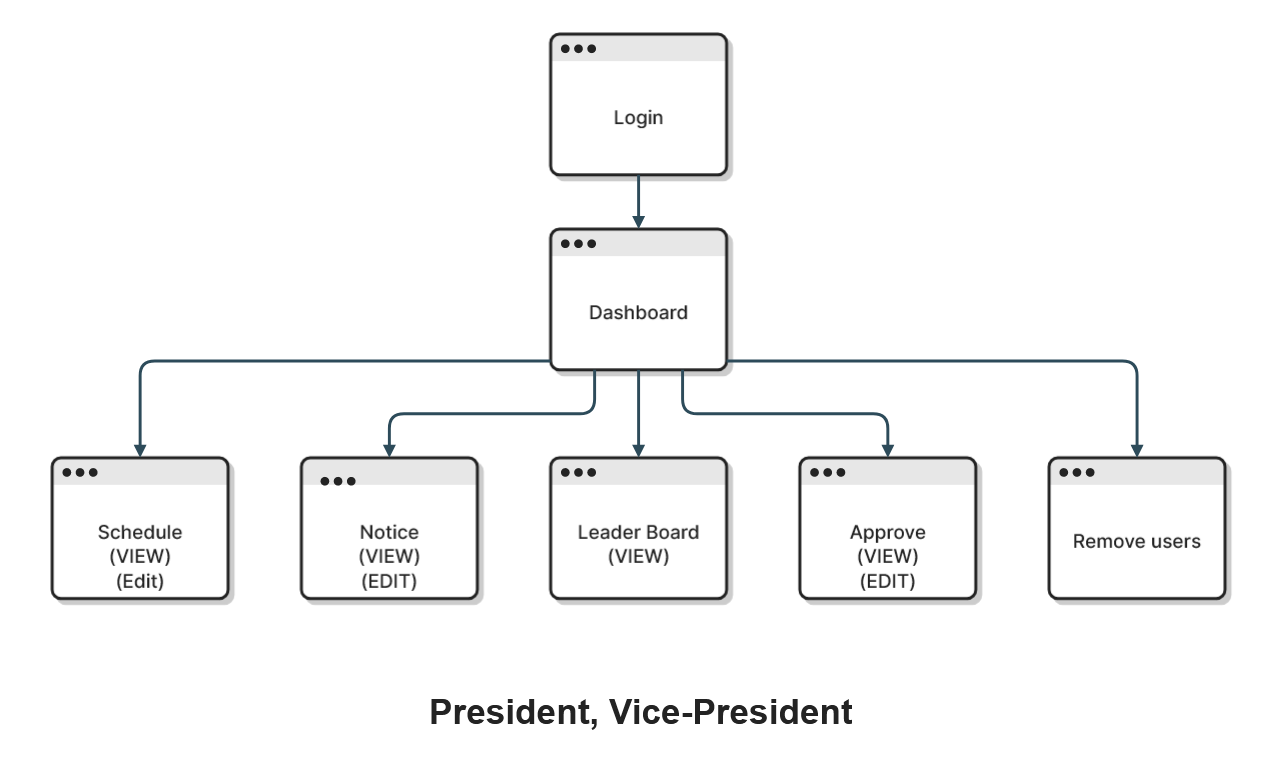 Login
Dashboard
Schedule
(VIEW)
(Edit)
Notice
(VIEW)
(EDIT)
Leader Board
(VIEW)
Approve
(VIEW)
(EDIT)
Remove users
President, Vice-President